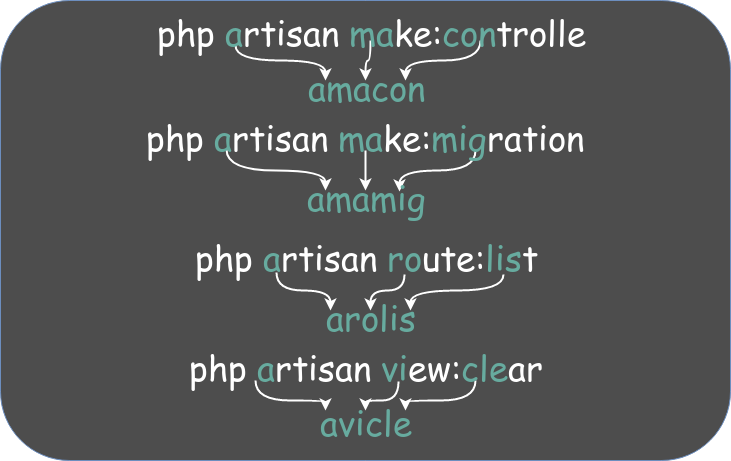 php artisan make:controlle
amacon
php artisan make:migration
amamig
php artisan route:list
arolis
php artisan view:clear
avicle